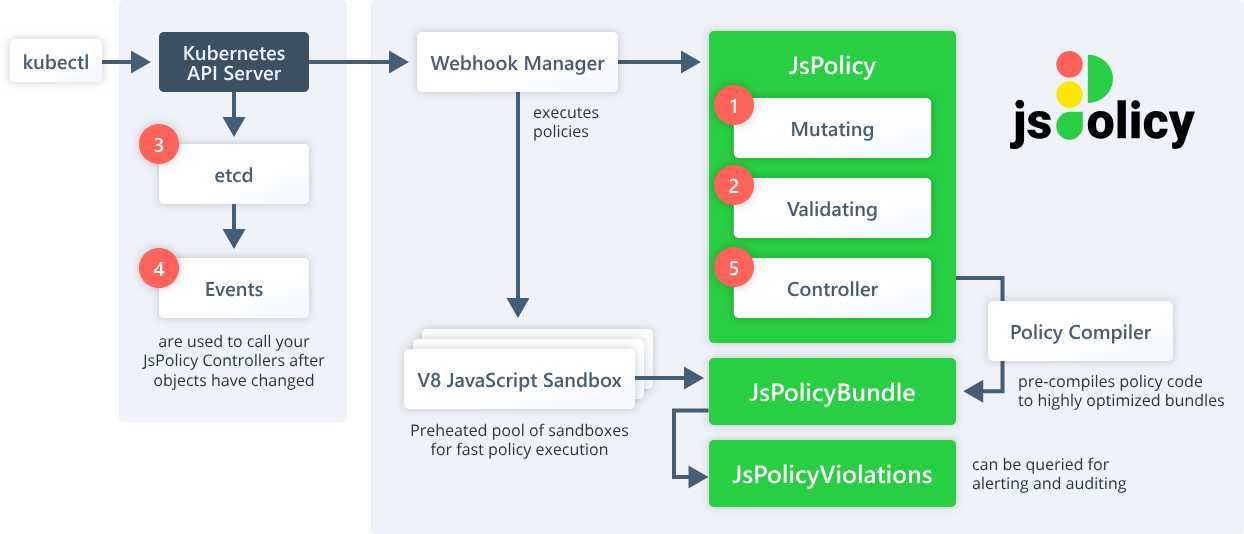 kubectl
Kubernetes
API Server
3
etcd
4
Events
are used to call your
JsPolicy Controllers after
objects have changed
Webhook Manager
executes
policies
V8 JavaScript Sandbox
Preheated pool of sandboxes
for fast policy execution
JsPolicy
1
Mutating
2
Validating
5
Controller
jspolicy
Policy Compiler
pre-compiles policy code
to highly optimized bundles
JsPolicyBundle
JsPolicyViolations
can be queried for
alerting and auditing